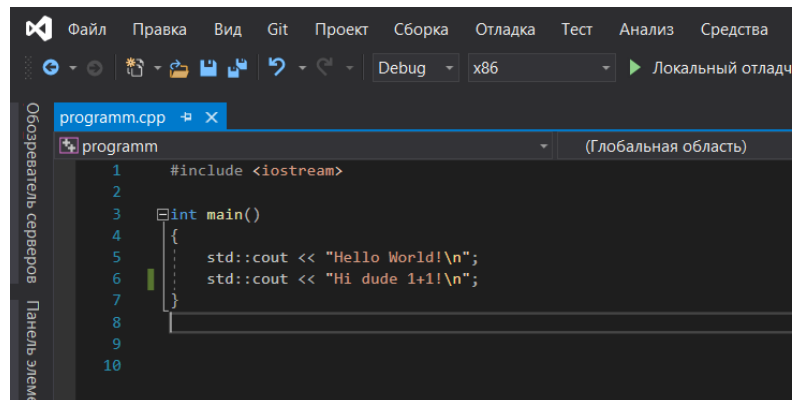 Файл Правка Вид Git Проект Сборка Отладка Тест Анализ Средства
Debug x86 Локальный отладч
Обозреватель серверов
Панель элеме
programm.cpp
programm (Глобальная область)
1 #include <iostream>
2
3 int main()
4 {
5 std::cout << "Hello World!\n";
6 std::cout << "Hi dude 1+1!\n";
7 }
8
9
10